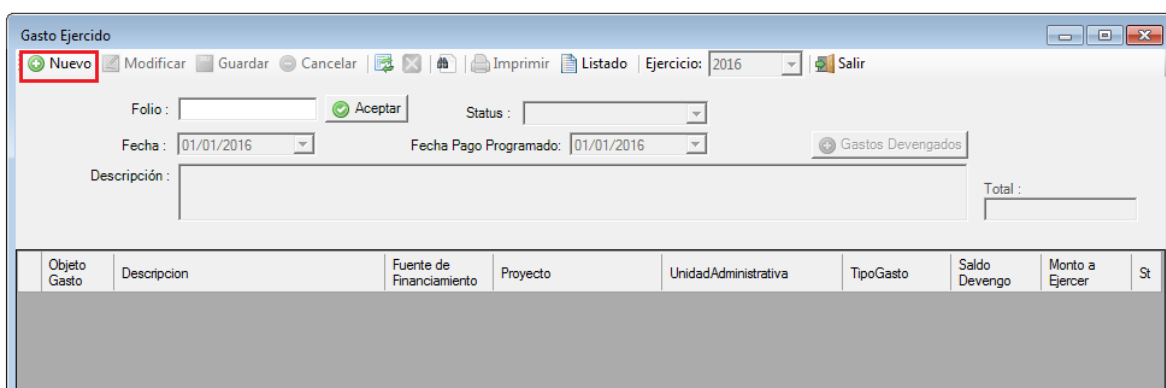 Gasto Ejercido
Nuevo Modificar Guardar Cancelar Imprimir Listado Ejercicio: 2016 Salir
Folio : Aceptar Status :
Fecha : 01/01/2016 Fecha Pago Programado: 01/01/2016 Gastos Devengados
Descripción : Total :
Objeto Gasto Descripcion Fuente de Financiamiento Proyecto UnidadAdministrativa TipoGasto Saldo Devengo Monto a Ejercer St